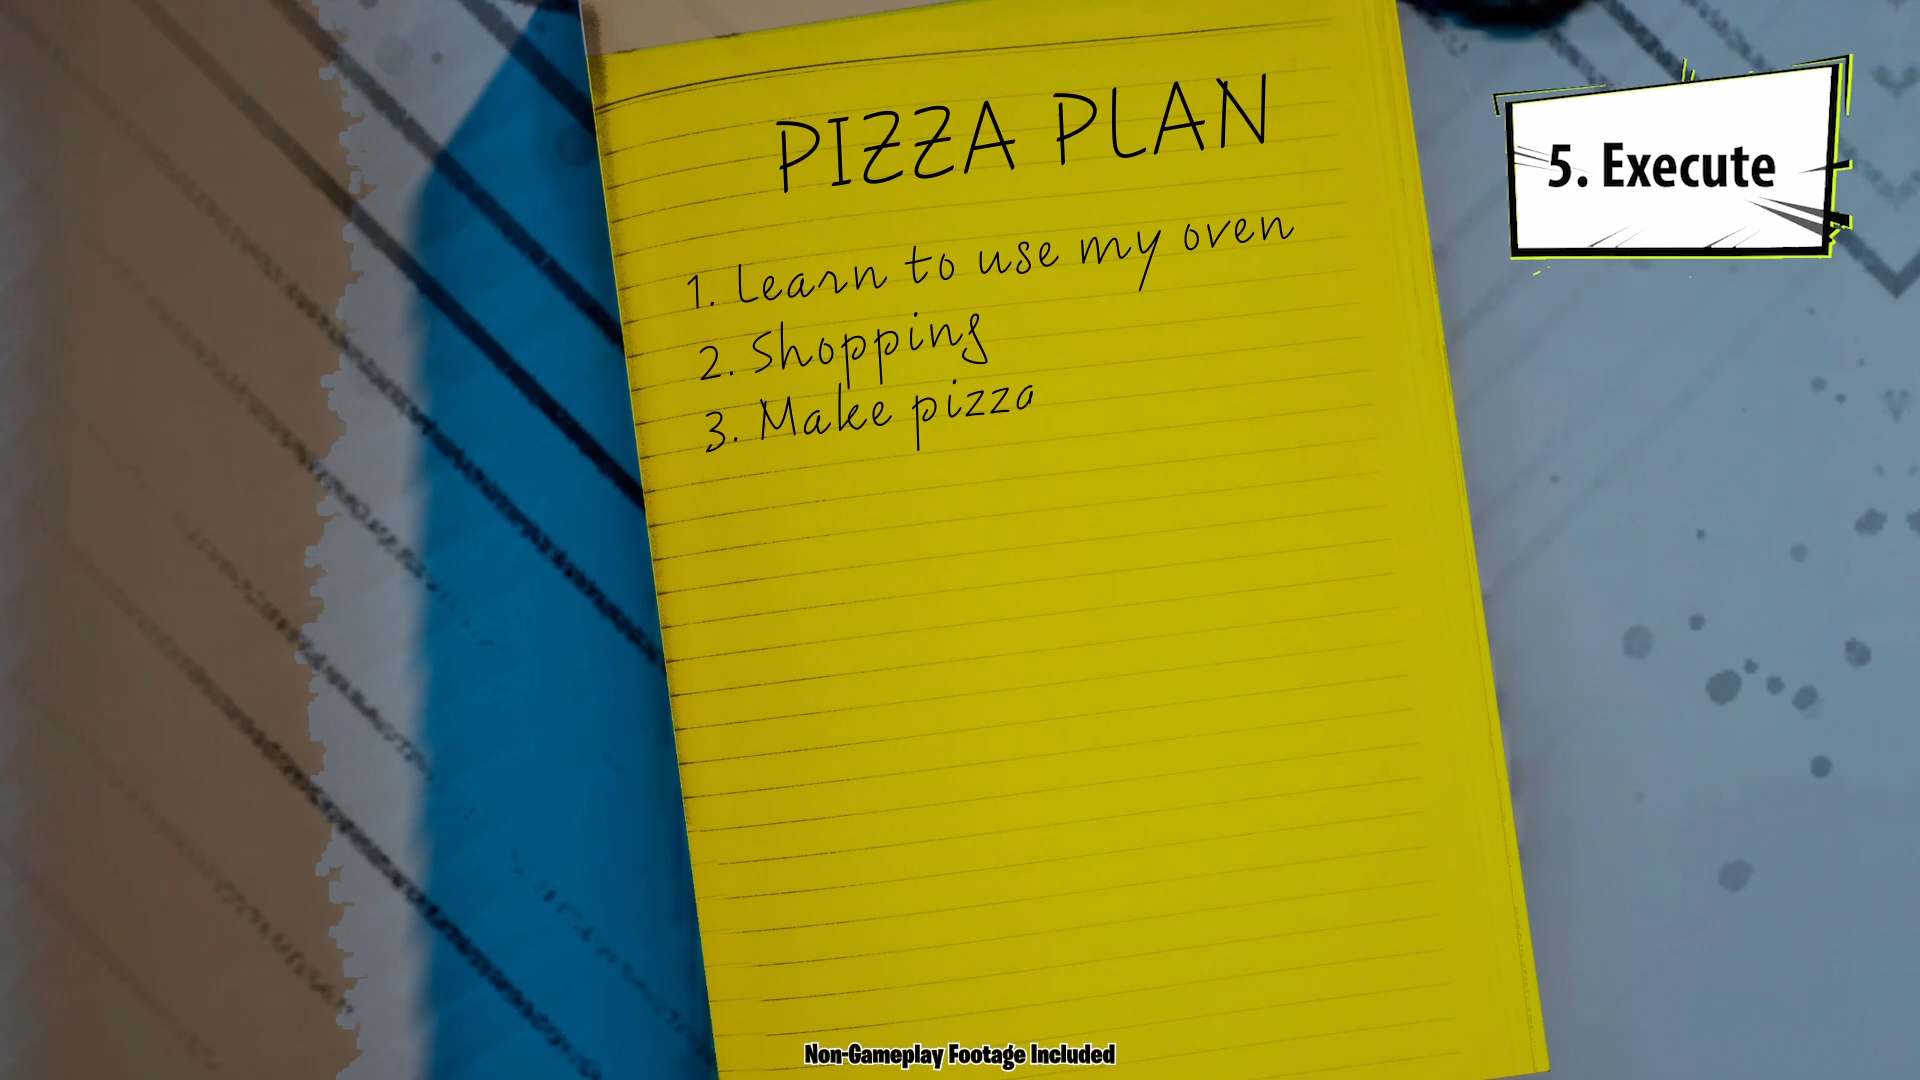 PIZZA PLAN
1. Learn to use my oven
2. Shopping
3. Make pizza
5. Execute
Non-Gameplay Footage Included